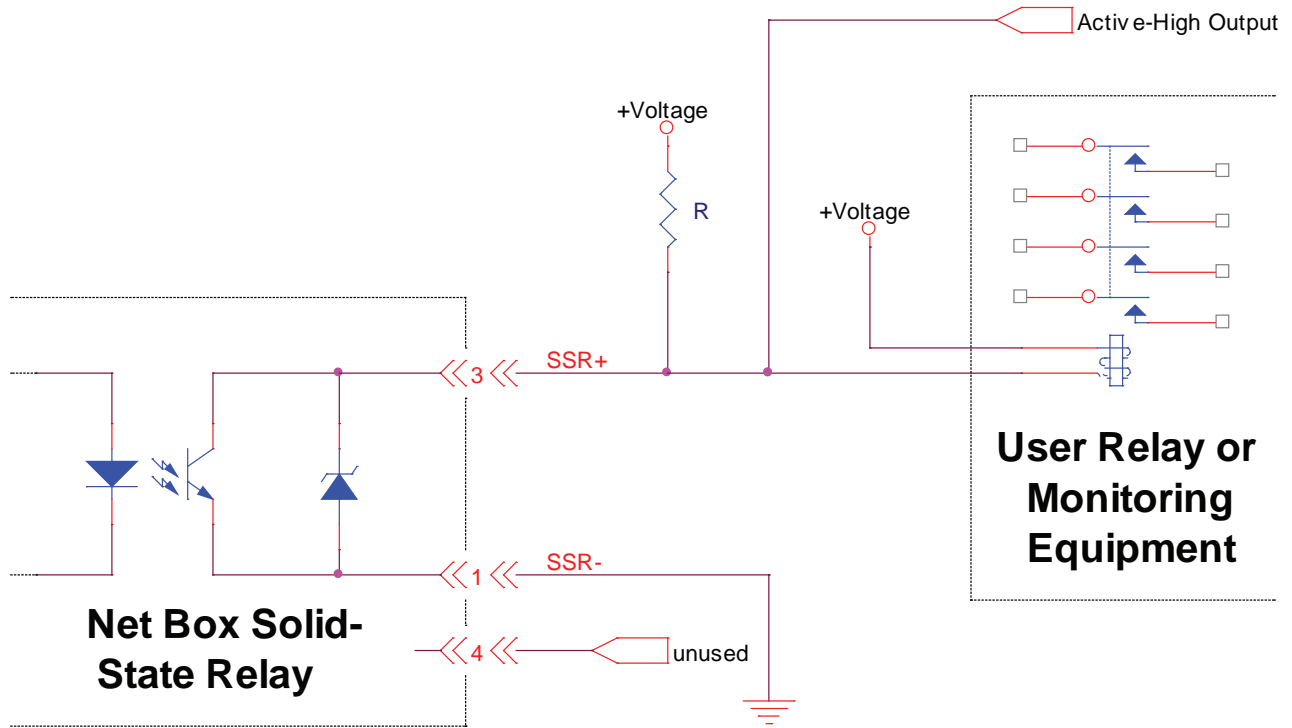 Active-High Output
+Voltage
R
+Voltage
3
SSR+
User Relay or
Monitoring
Equipment
1
SSR-
Net Box Solid-
State Relay
4
unused